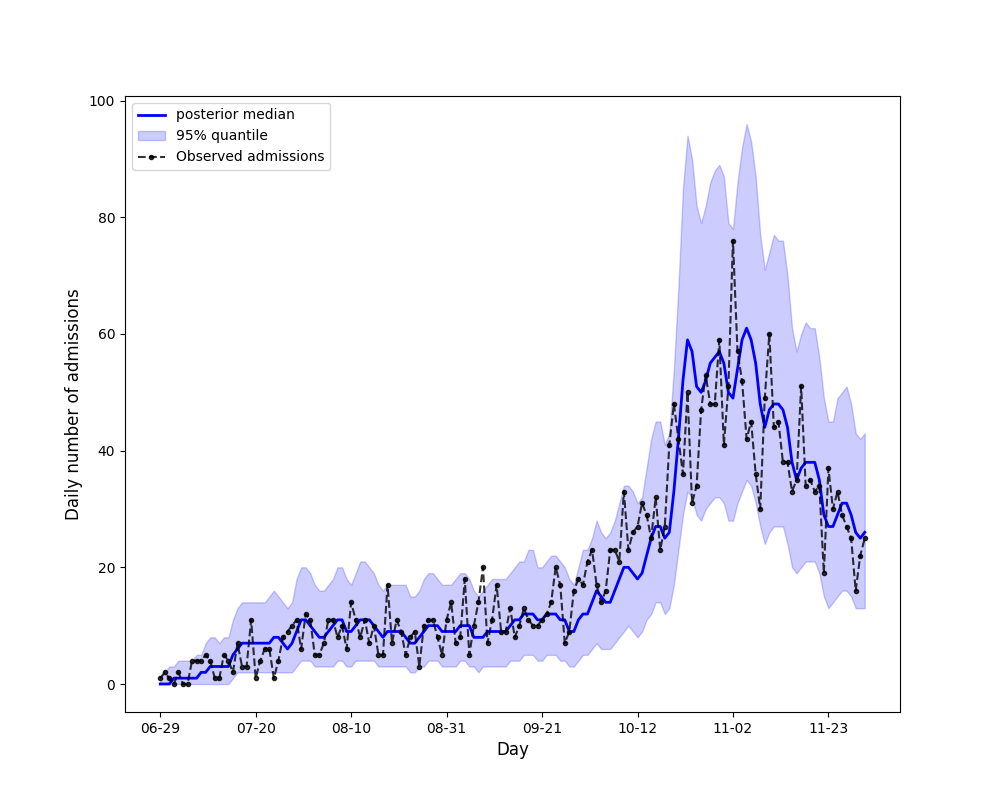 100
80
60
40
20
0
Daily number of admissions
posterior median
95% quantile
Observed admissions
06-29 07-20 08-10 08-31 09-21 10-12 11-02 11-23
Day